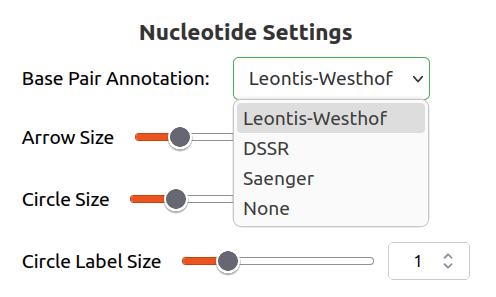 Nucleotide Settings
Base Pair Annotation: Leontis-Westhof
Leontis-Westhof
Arrow Size
DSSR
Saenger
Circle Size
None
Circle Label Size 1